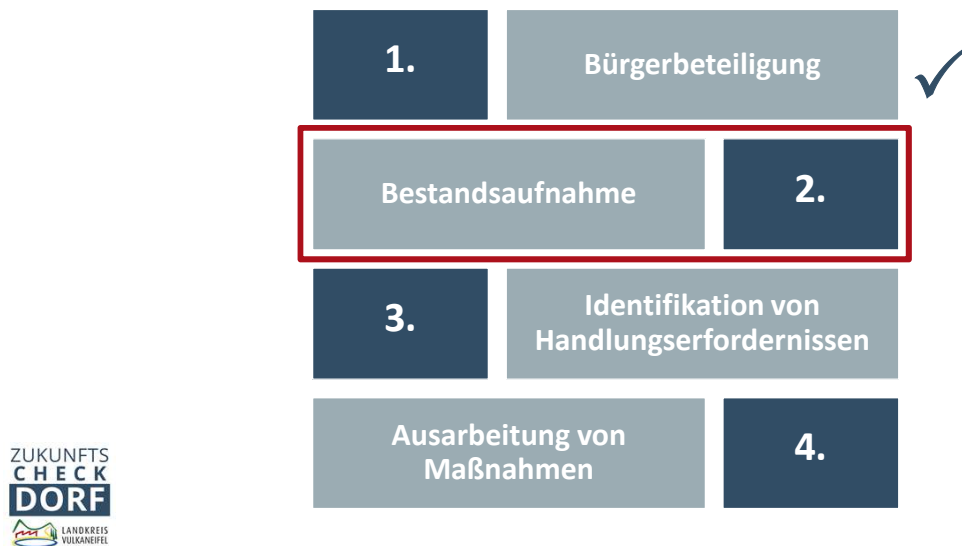 1.
Bürgerbeteiligung
Bestandsaufnahme
2.
3.
Identifikation von
Handlungserfordernissen
Ausarbeitung von
Maßnahmen
4.
ZUKUNFTS
CHECK
DORF
LANDKREIS
VULKANEIFEL